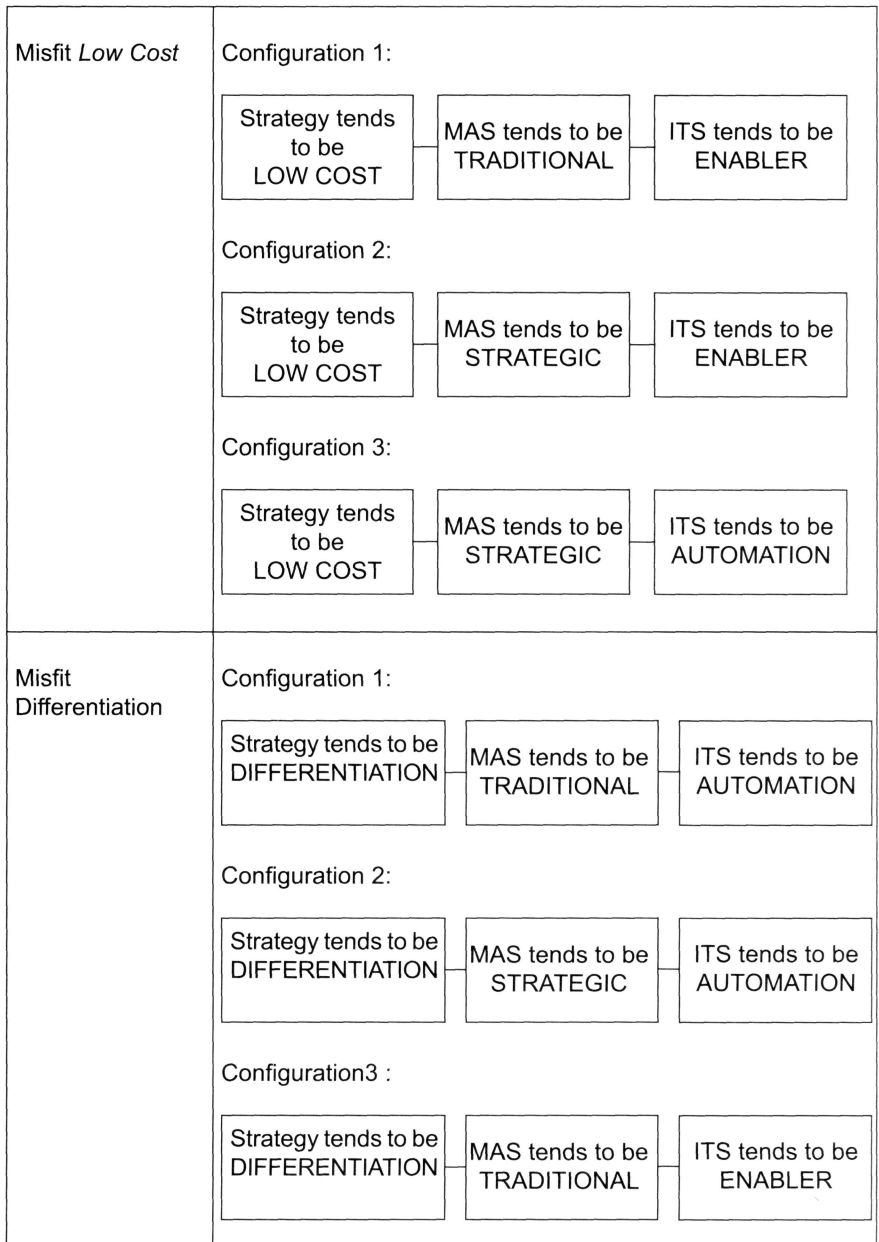 Misfit Low Cost
Configuration 1:
Strategy tends
to be
LOW COST
MAS tends to be
TRADITIONAL
ITS tends to be
ENABLER
Configuration 2:
Strategy tends
to be
LOW COST
MAS tends to be
STRATEGIC
ITS tends to be
ENABLER
Configuration 3:
Strategy tends
to be
LOW COST
MAS tends to be
STRATEGIC
ITS tends to be
AUTOMATION
Misfit
Differentiation
Configuration 1:
Strategy tends to be
DIFFERENTIATION
MAS tends to be
TRADITIONAL
ITS tends to be
AUTOMATION
Configuration 2:
Strategy tends to be
DIFFERENTIATION
MAS tends to be
STRATEGIC
ITS tends to be
AUTOMATION
Configuration3 :
Strategy tends to be
DIFFERENTIATION
MAS tends to be
TRADITIONAL
ITS tends to be
ENABLER